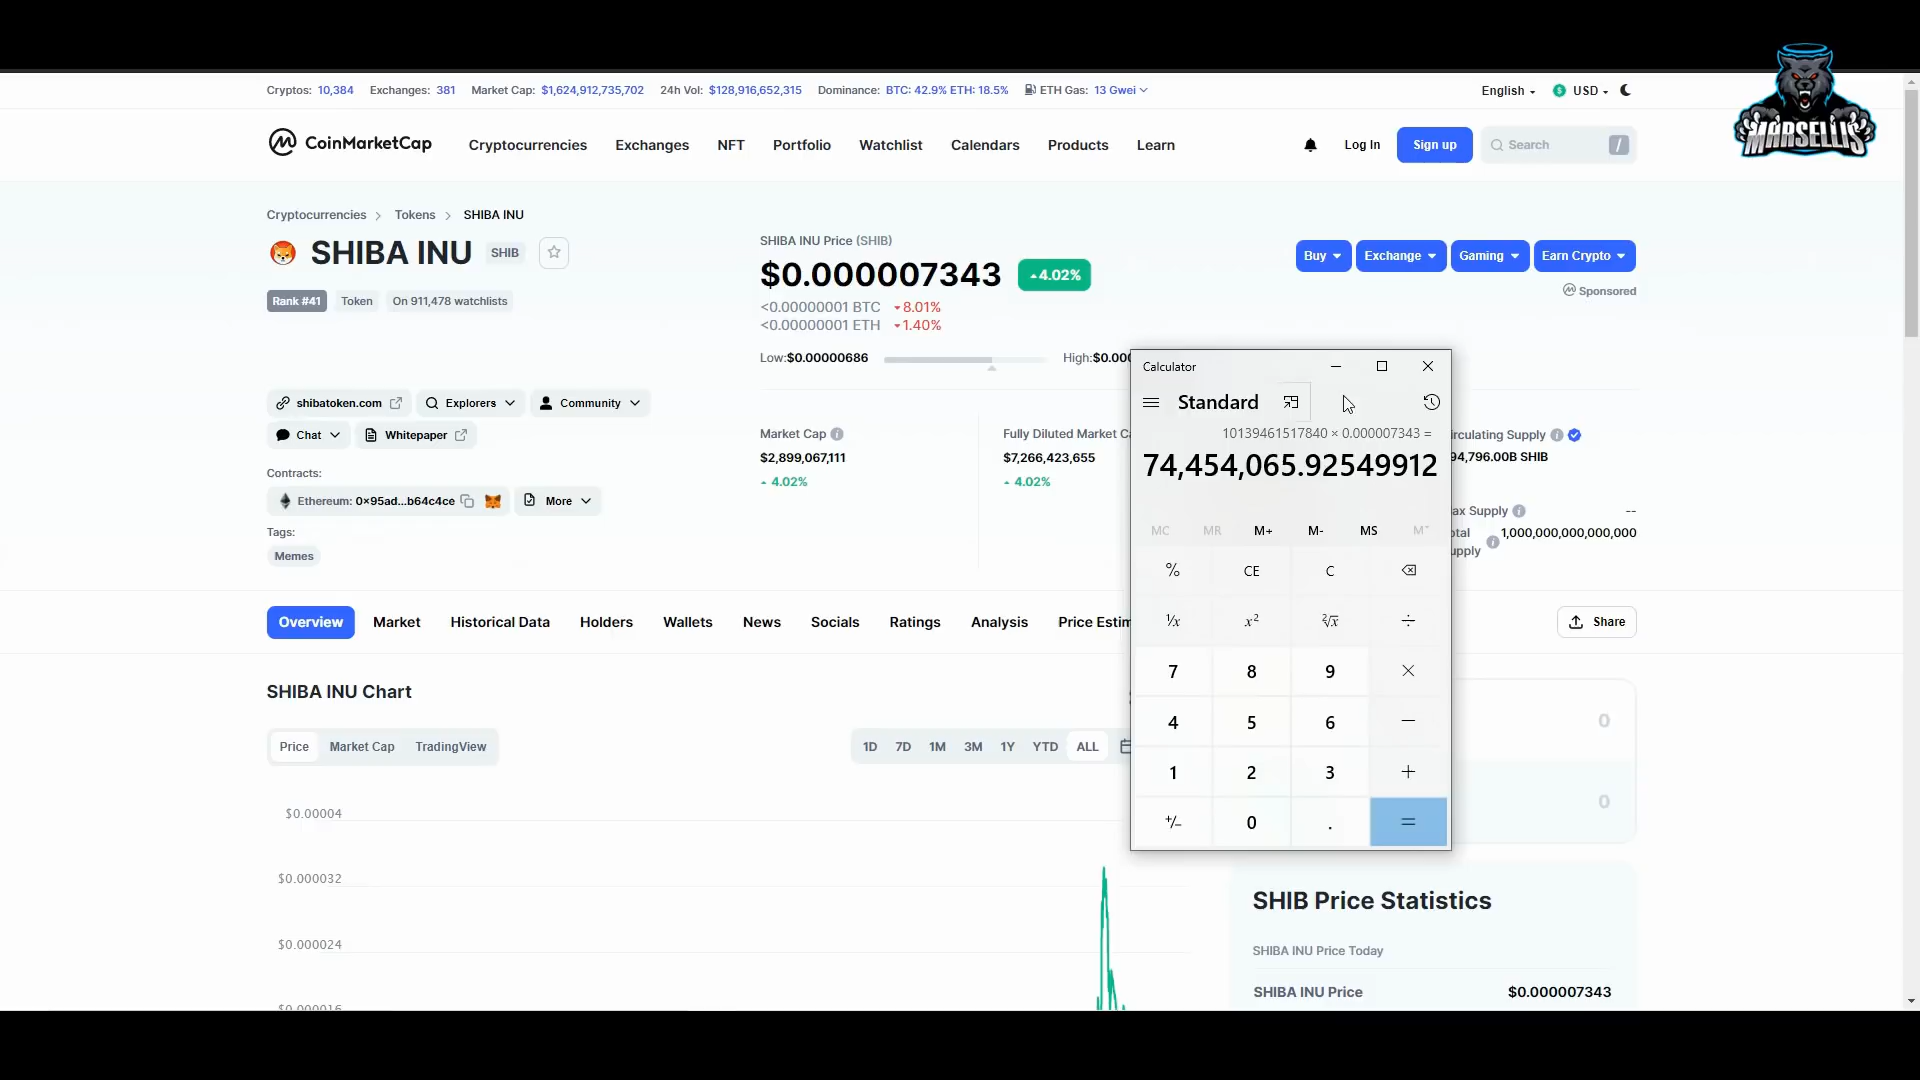 MARSELLIS
Cryptos: 10,384 Exchanges: 381 Market Cap: $1,624,912,735,702 24h Vol: $128,916,652,315 Dominance: BTC: 42.9% ETH: 18.5% ETH Gas: 13 Gwei English USD
CoinMarketCap Cryptocurrencies Exchanges NFT Portfolio Watchlist Calendars Products Learn Log In Sign up Search /
Cryptocurrencies > Tokens > SHIBA INU
SHIBA INU SHIB
Rank #41 Token On 911,478 watchlists
SHIBA INU Price (SHIB)
$0.000007343 4.02%
<0.00000001 BTC 8.01%
<0.00000001 ETH 1.40%
Low:$0.00000686 High:$0.000
Buy Exchange Gaming Earn Crypto
Sponsored
shibatoken.com Explorers Community
Chat Whitepaper
Contracts:
Ethereum: 0x95ad...b64c4ce More
Tags:
Memes
Market Cap
$2,899,067,111
4.02%
Fully Diluted Market C
$7,266,423,655
4.02%
rculating Supply
94,796.00B SHIB
ax Supply --
otal
upply
1,000,000,000,000,000
Calculator
Standard
10139461517840 × 0.000007343 =
74,454,065.92549912
MC MR M+ M- MS M˅
% CE C
¹/x x² ²√x ÷
7 8 9 ×
4 5 6 −
1 2 3 +
+/− 0 . =
Overview Market Historical Data Holders Wallets News Socials Ratings Analysis Price Estim
Share
SHIBA INU Chart
Price Market Cap TradingView
1D 7D 1M 3M 1Y YTD ALL
0
0
$0.00004
$0.000032
$0.000024
$0.000016
SHIB Price Statistics
SHIBA INU Price Today
SHIBA INU Price $0.000007343